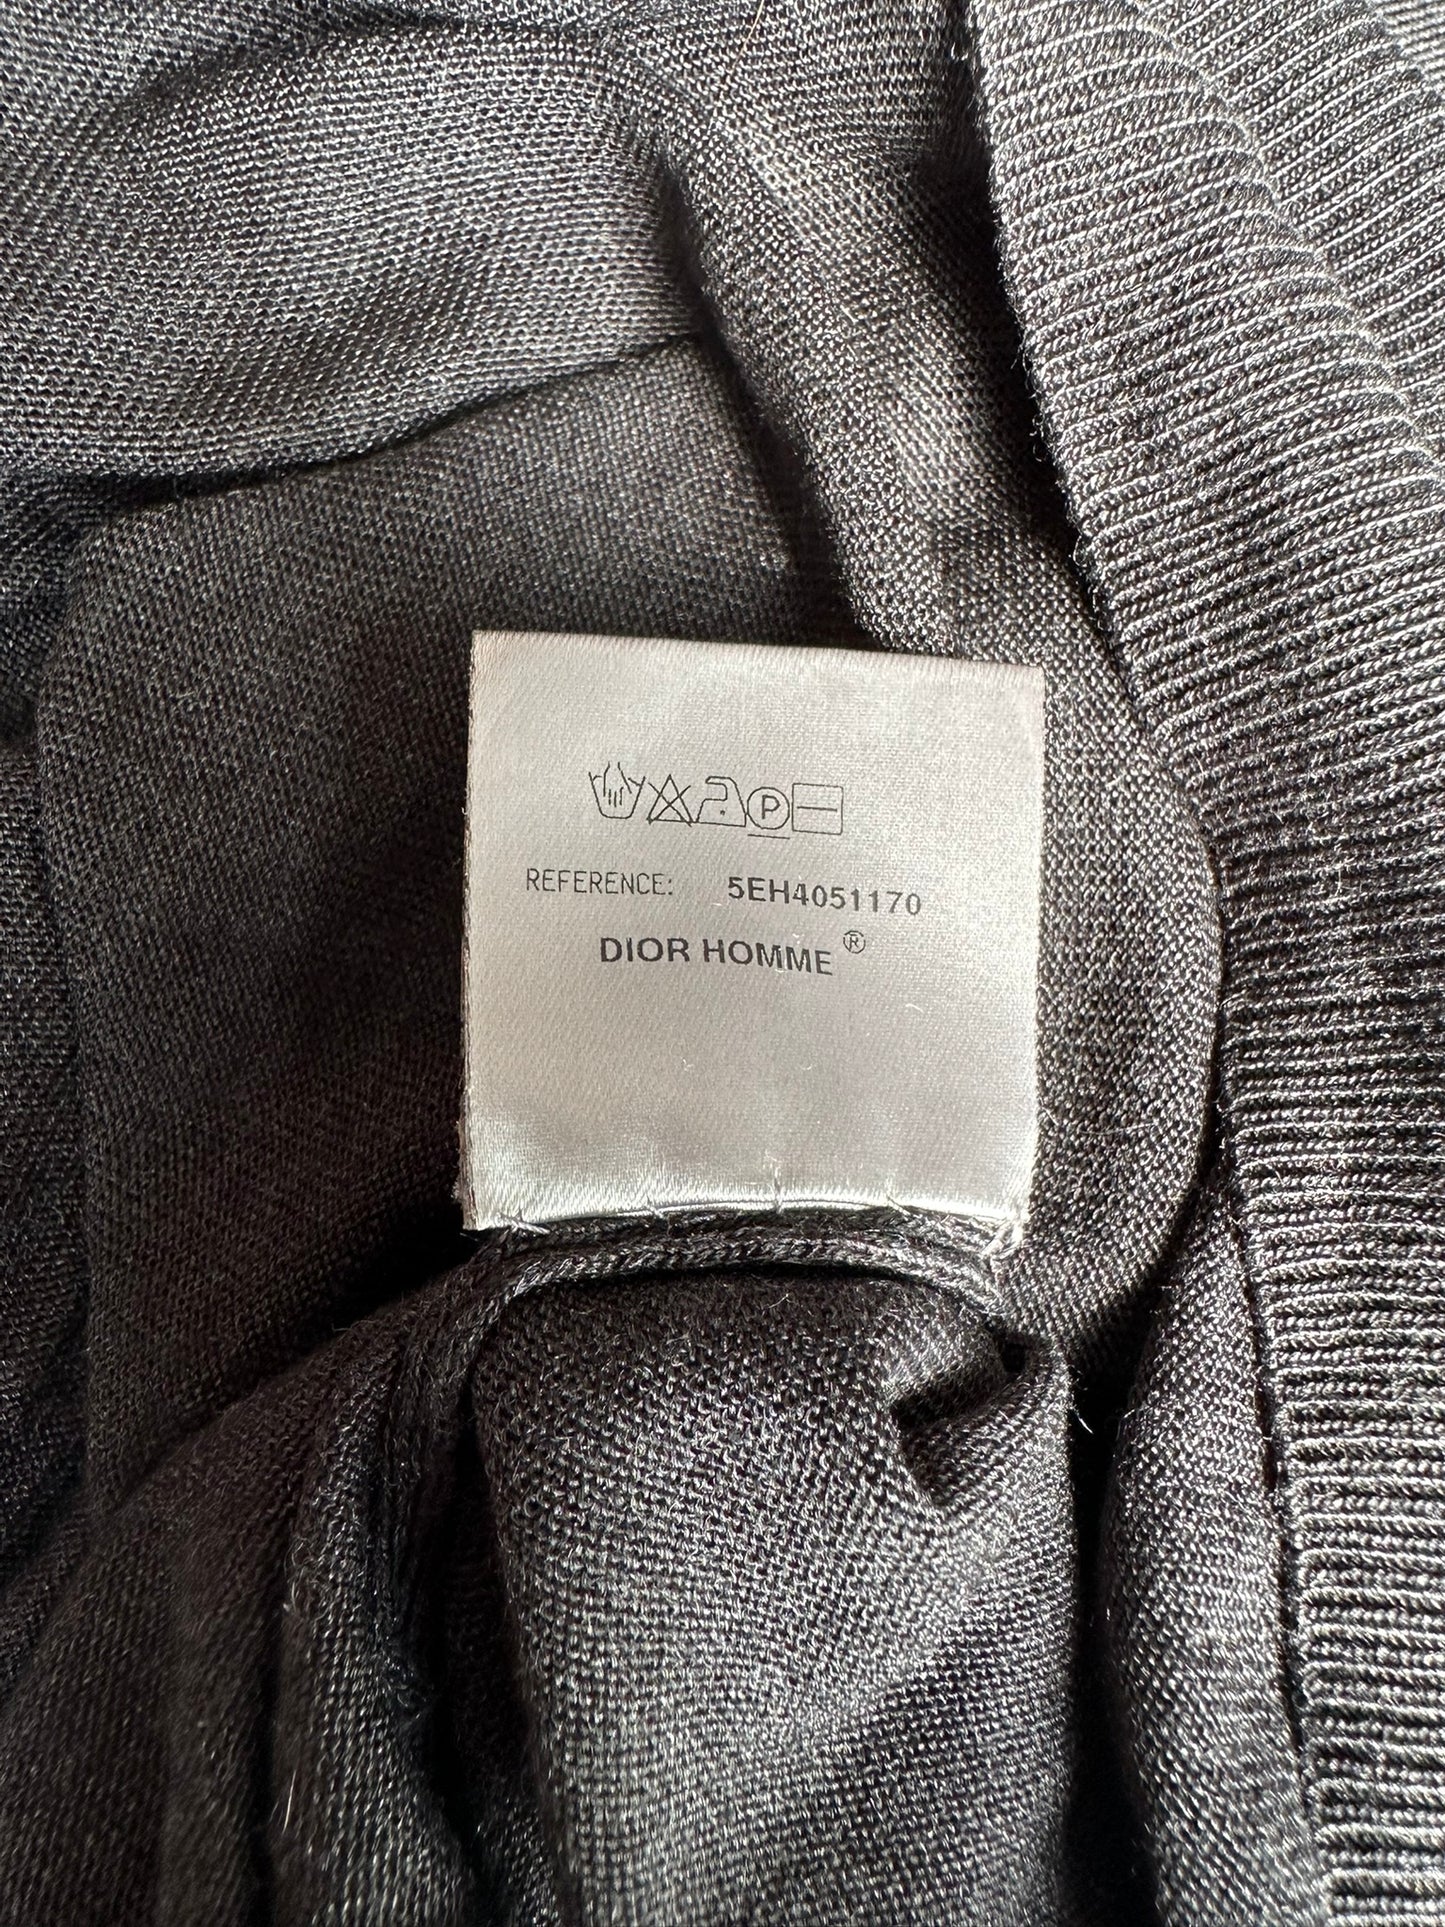 P
REFERENCE: 5EH4051170
DIOR HOMME ®